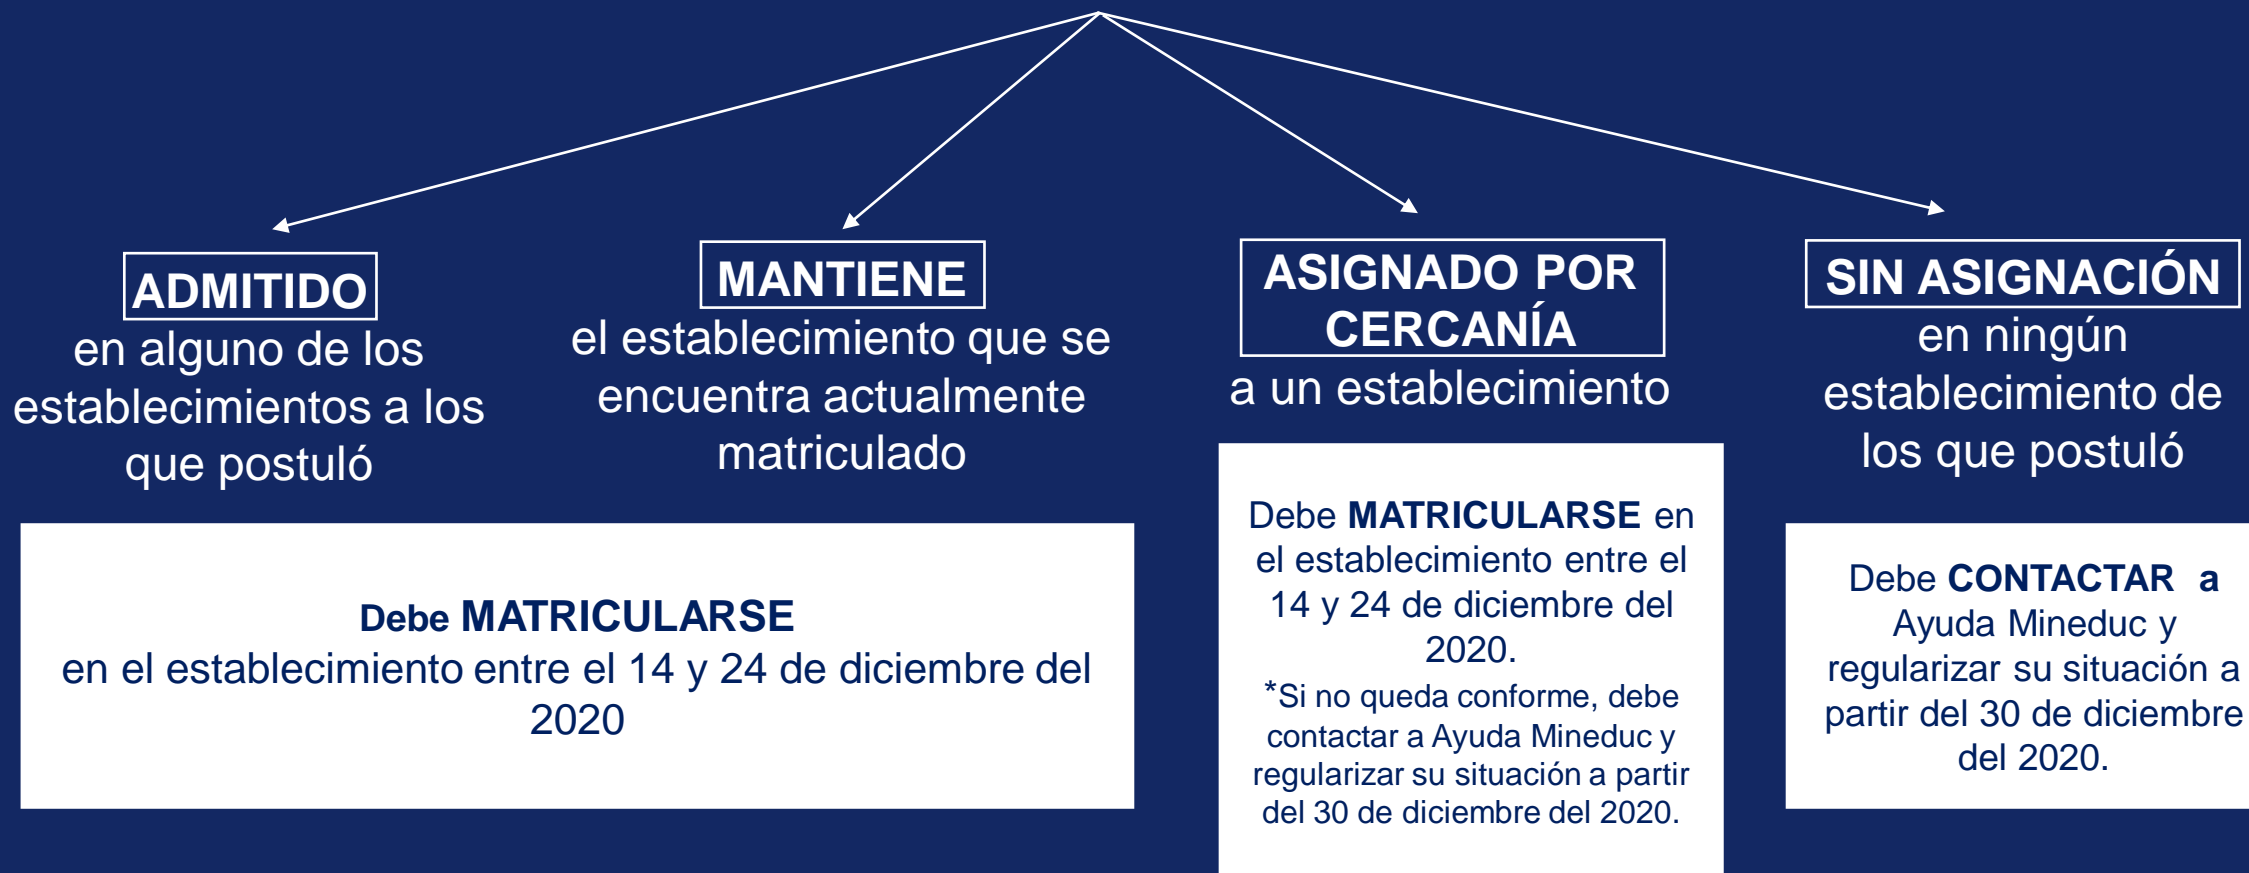 ADMITIDO
en alguno de los
establecimientos a los
que postuló
MANTIENE
el establecimiento que se
encuentra actualmente
matriculado
ASIGNADO POR
CERCANÍA
a un establecimiento
SIN ASIGNACIÓN
en ningún
establecimiento de
los que postuló
Debe MATRICULARSE
en el establecimiento entre el 14 y 24 de diciembre del
2020
Debe MATRICULARSE en
el establecimiento entre el
14 y 24 de diciembre del
2020.
*Si no queda conforme, debe
contactar a Ayuda Mineduc y
regularizar su situación a partir
del 30 de diciembre del 2020.
Debe CONTACTAR a
Ayuda Mineduc y
regularizar su situación a
partir del 30 de diciembre
del 2020.